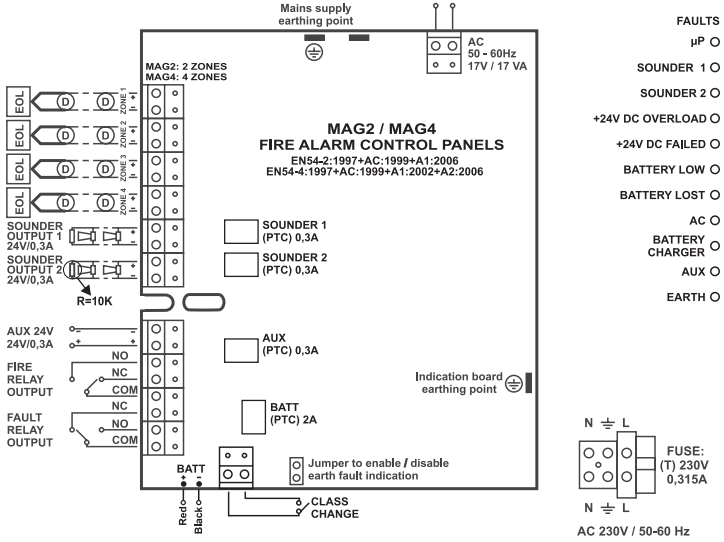 Mains supply
earthing point
AC
50 - 60Hz
17V / 17 VA
MAG2: 2 ZONES
MAG4: 4 ZONES
MAG2 / MAG4
FIRE ALARM CONTROL PANELS
EN54-2:1997+AC:1999+A1:2006
EN54-4:1997+AC:1999+A1:2002+A2:2006
EOL D D ZONE 1 + -
EOL D D ZONE 2 + -
EOL D D ZONE 3 + -
EOL D D ZONE 4 + -
SOUNDER
OUTPUT 1
24V/0,3A
+ -
SOUNDER
OUTPUT 2
24V/0,3A
+ -
R=10K
SOUNDER 1
(PTC) 0,3A
SOUNDER 2
(PTC) 0,3A
AUX 24V
24V/0,3A
- -
+ +
AUX
(PTC) 0,3A
FIRE
RELAY
OUTPUT
NO
NC
COM
FAULT
RELAY
OUTPUT
NC
NO
COM
BATT
(PTC) 2A
Indication board
earthing point
BATT
+ -
Red
Black
Jumper to enable / disable
earth fault indication
CLASS
CHANGE
FAULTS
µP
SOUNDER 1
SOUNDER 2
+24V DC OVERLOAD
+24V DC FAILED
BATTERY LOW
BATTERY LOST
AC
BATTERY
CHARGER
AUX
EARTH
N L
FUSE:
(T) 230V
0,315A
N L
AC 230V / 50-60 Hz